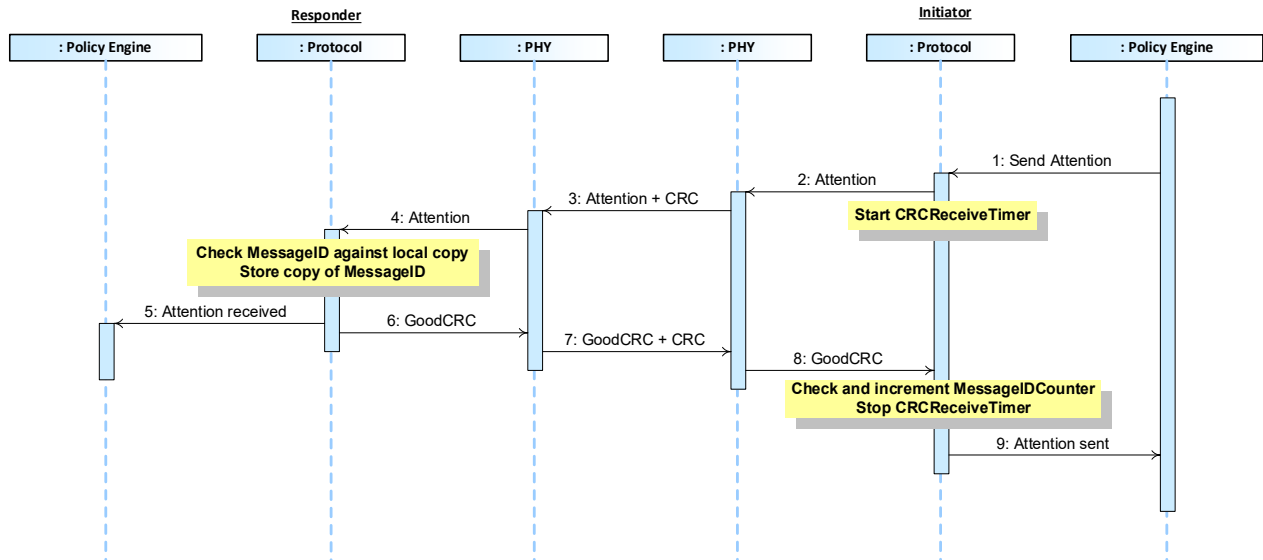 Responder
Initiator
: Policy Engine
: Protocol
: PHY
: PHY
: Protocol
: Policy Engine
1: Send Attention
2: Attention
3: Attention + CRC
Start CRCReceiveTimer
4: Attention
Check MessageID against local copy
Store copy of MessageID
5: Attention received
6: GoodCRC
7: GoodCRC + CRC
8: GoodCRC
Check and increment MessageIDCounter
Stop CRCReceiveTimer
9: Attention sent